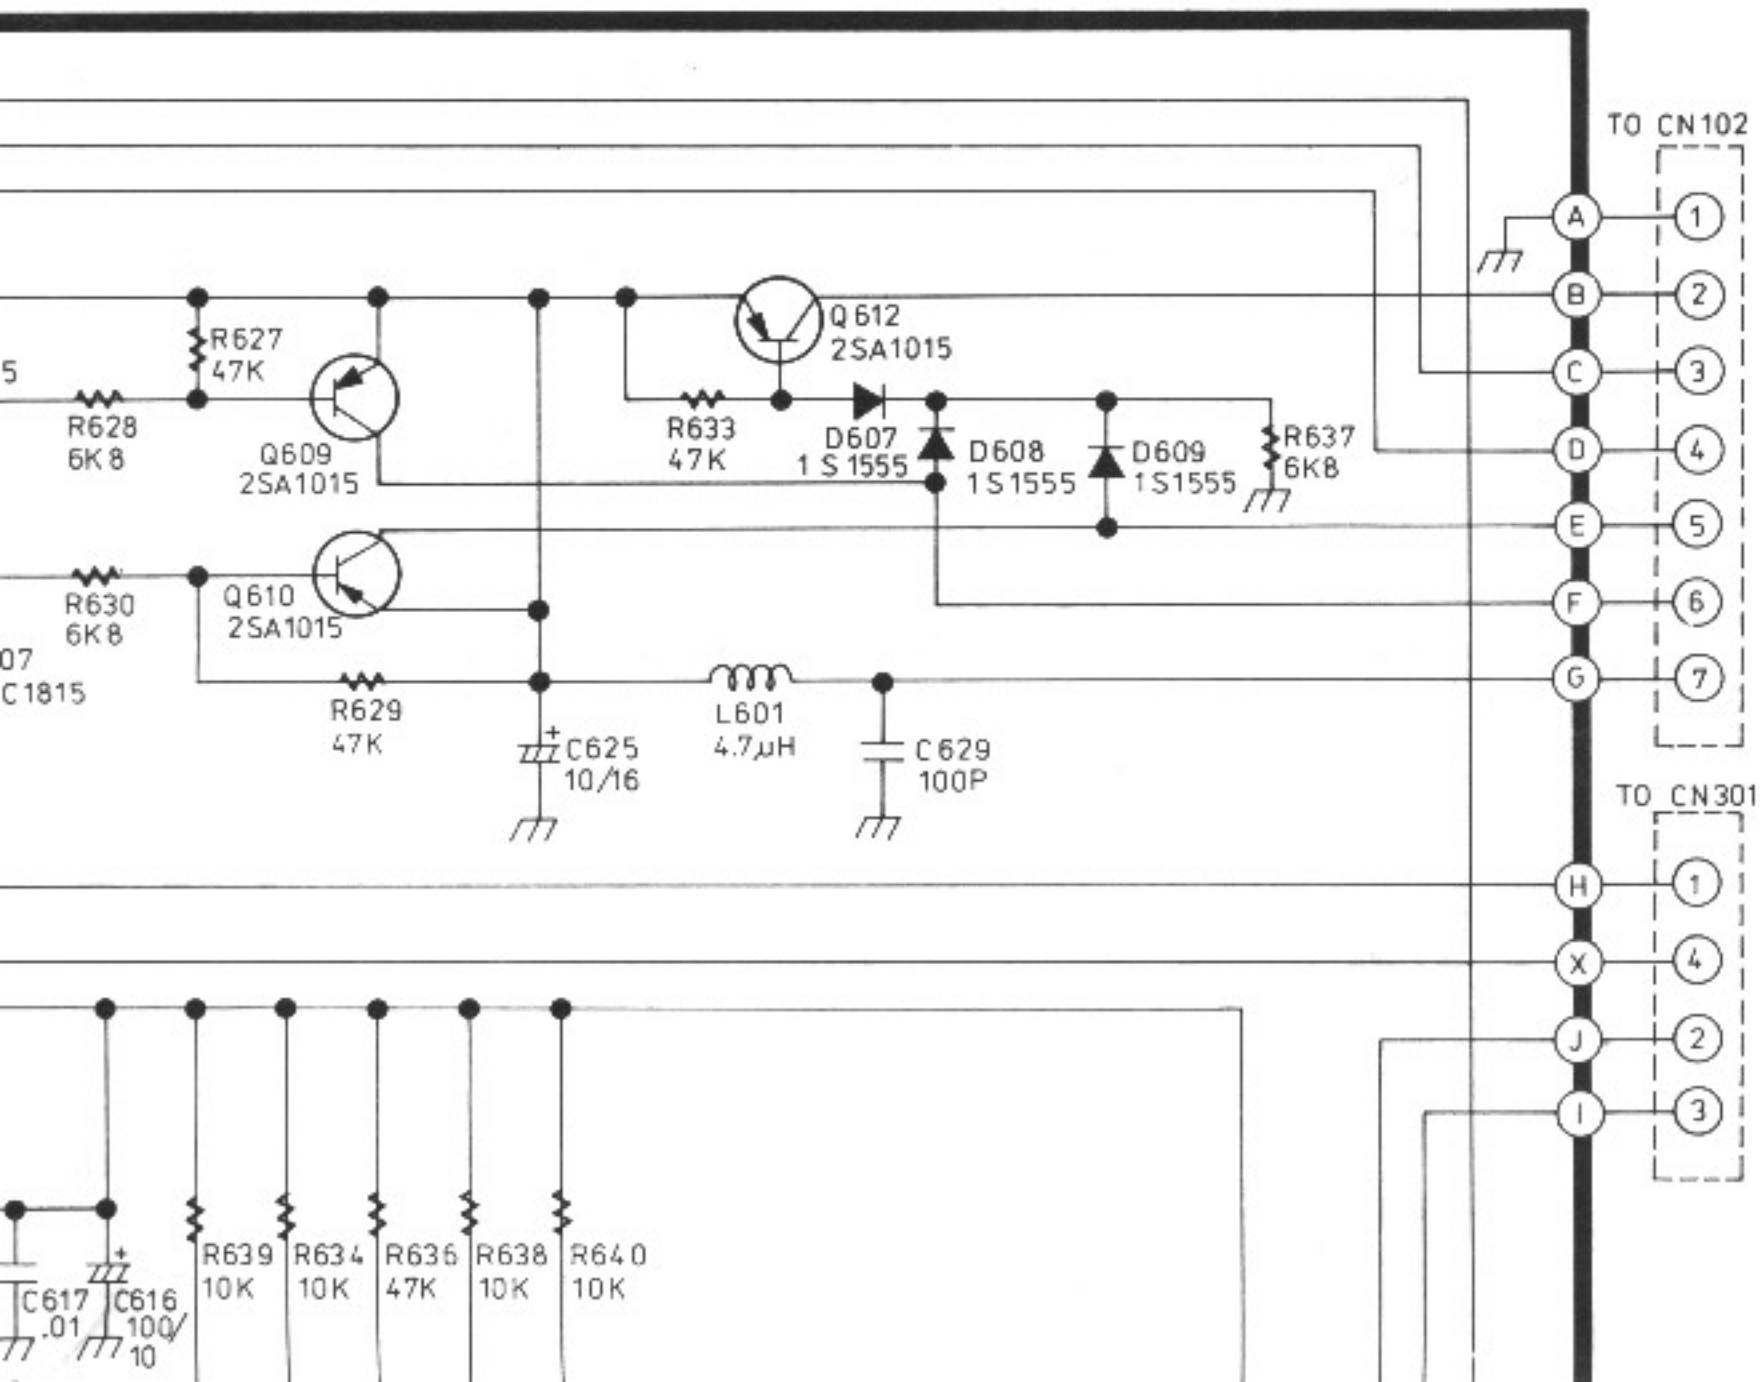 TO CN102
A 1
B 2
C 3
D 4
E 5
F 6
G 7
R627
47K
5
R628
6K8
Q609
2SA1015
Q612
2SA1015
R633
47K
D607
1S1555
D608
1S1555
D609
1S1555
R637
6K8
R630
6K8
Q610
2SA1015
07
C1815
R629
47K
+
C625
10/16
L601
4.7µH
C629
100P
TO CN301
H 1
X 4
J 2
I 3
R639
10K
R634
10K
R636
47K
R638
10K
R640
10K
C617
.01
+
C616
100/
10